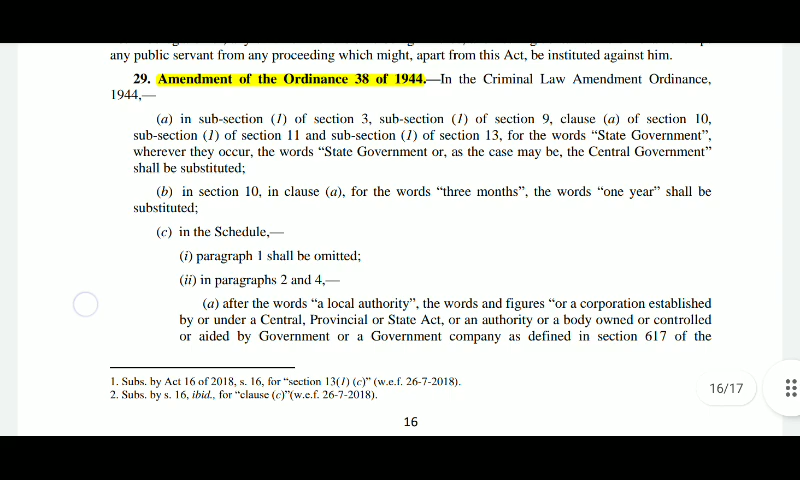 any public servant from any proceeding which might, apart from this Act, be instituted against him.
29. Amendment of the Ordinance 38 of 1944.—In the Criminal Law Amendment Ordinance,
1944,—
(a) in sub-section (1) of section 3, sub-section (1) of section 9, clause (a) of section 10,
sub-section (1) of section 11 and sub-section (1) of section 13, for the words “State Government”,
wherever they occur, the words “State Government or, as the case may be, the Central Government”
shall be substituted;
(b) in section 10, in clause (a), for the words “three months”, the words “one year” shall be
substituted;
(c) in the Schedule,—
(i) paragraph 1 shall be omitted;
(ii) in paragraphs 2 and 4,—
(a) after the words “a local authority”, the words and figures “or a corporation established
by or under a Central, Provincial or State Act, or an authority or a body owned or controlled
or aided by Government or a Government company as defined in section 617 of the
1. Subs. by Act 16 of 2018, s. 16, for “section 13(1) (c)” (w.e.f. 26-7-2018).
2. Subs. by s. 16, ibid., for “clause (c)”(w.e.f. 26-7-2018).
16/17
16